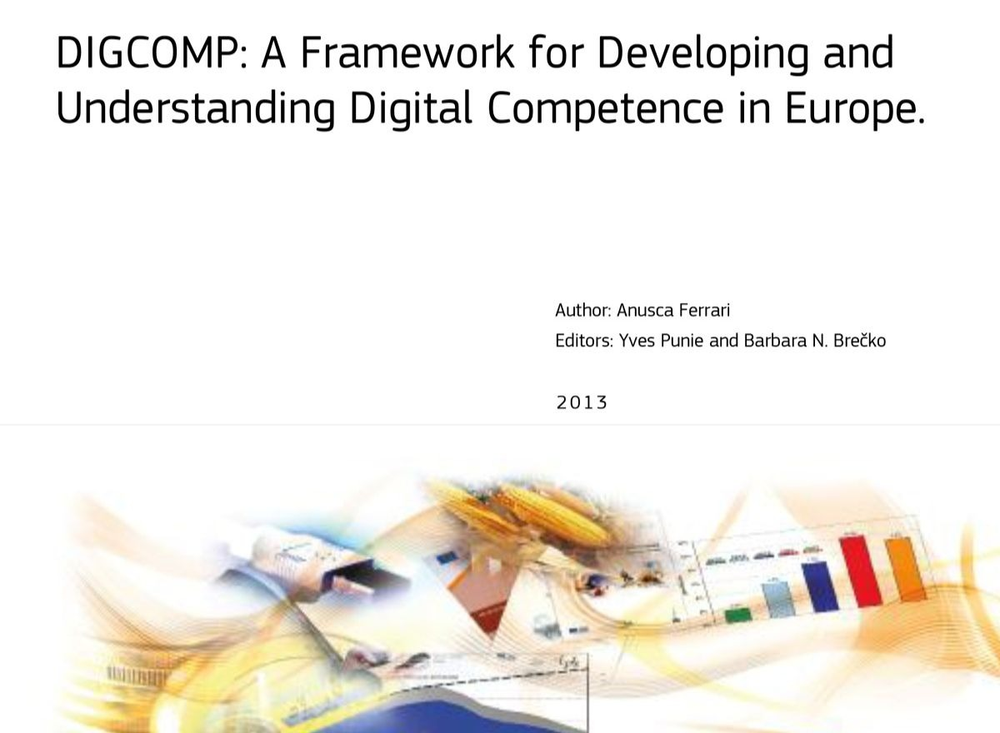 DIGCOMP: A Framework for Developing and
Understanding Digital Competence in Europe.
Author: Anusca Ferrari
Editors: Yves Punie and Barbara N. Brečko
2013